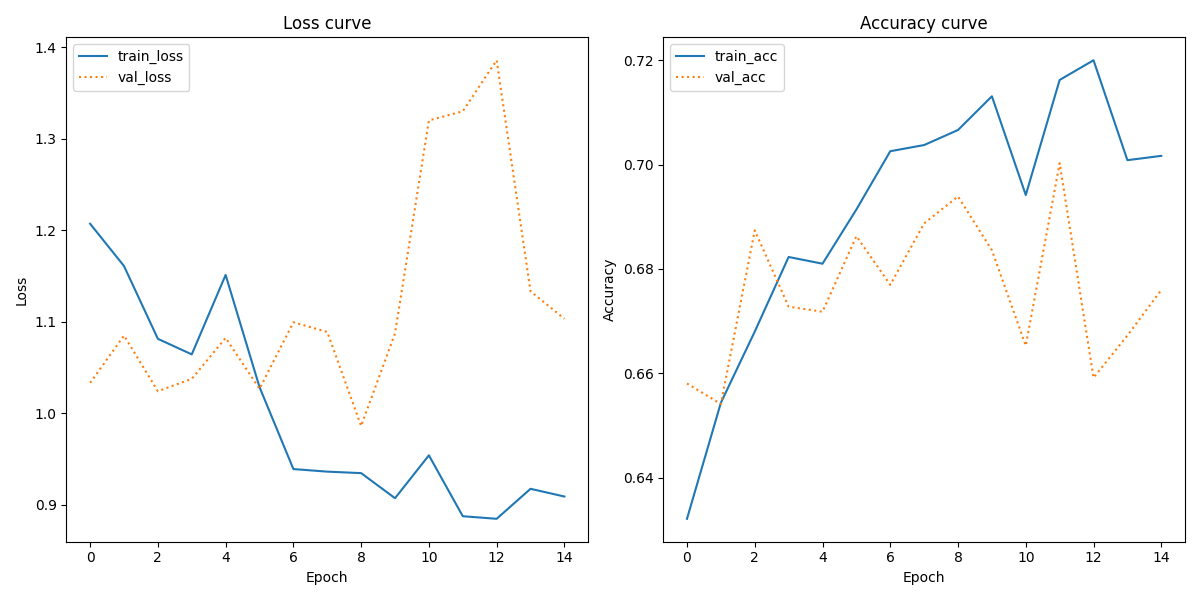 Loss curve
train_loss
val_loss
1.4
1.3
1.2
1.1
1.0
0.9
Loss
0 2 4 6 8 10 12 14
Epoch
Accuracy curve
train_acc
val_acc
0.72
0.70
0.68
0.66
0.64
Accuracy
0 2 4 6 8 10 12 14
Epoch